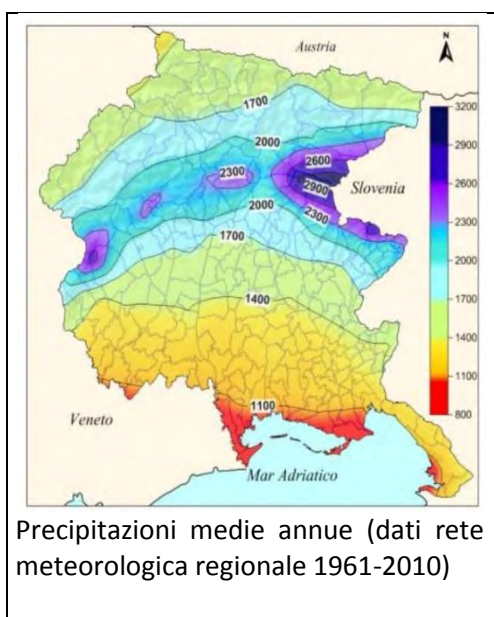 Austria
N
1700
2000
2300
2600
2900
2300
2000
1700
1400
1100
Slovenia
Veneto
Mar Adriatico
3200
2900
2600
2300
2000
1700
1400
1100
800
Precipitazioni medie annue (dati rete
meteorologica regionale 1961-2010)